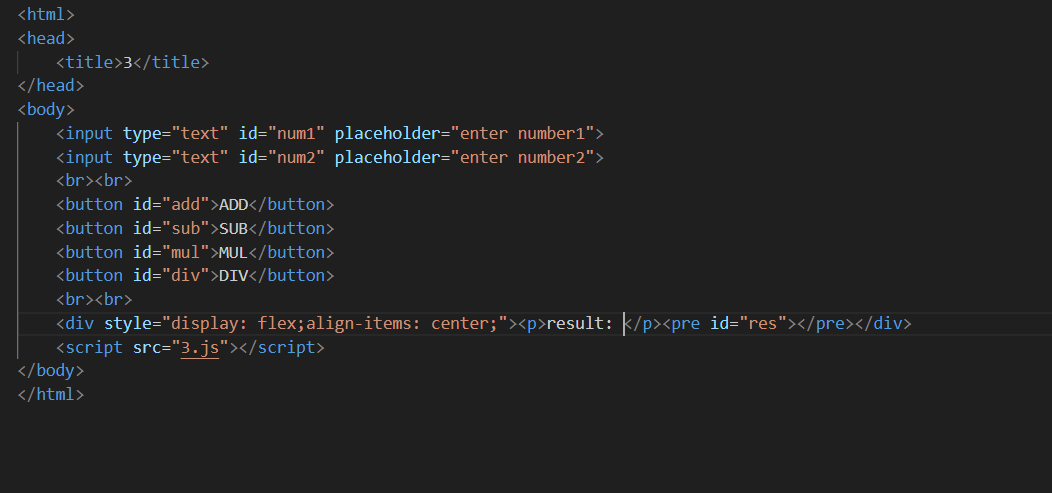 <html>
<head>
    <title>3</title>
</head>
<body>
    <input type="text" id="num1" placeholder="enter number1">
    <input type="text" id="num2" placeholder="enter number2">
    <br><br>
    <button id="add">ADD</button>
    <button id="sub">SUB</button>
    <button id="mul">MUL</button>
    <button id="div">DIV</button>
    <br><br>
    <div style="display: flex;align-items: center;"><p>result: </p><pre id="res"></pre></div>
    <script src="3.js"></script>
</body>
</html>